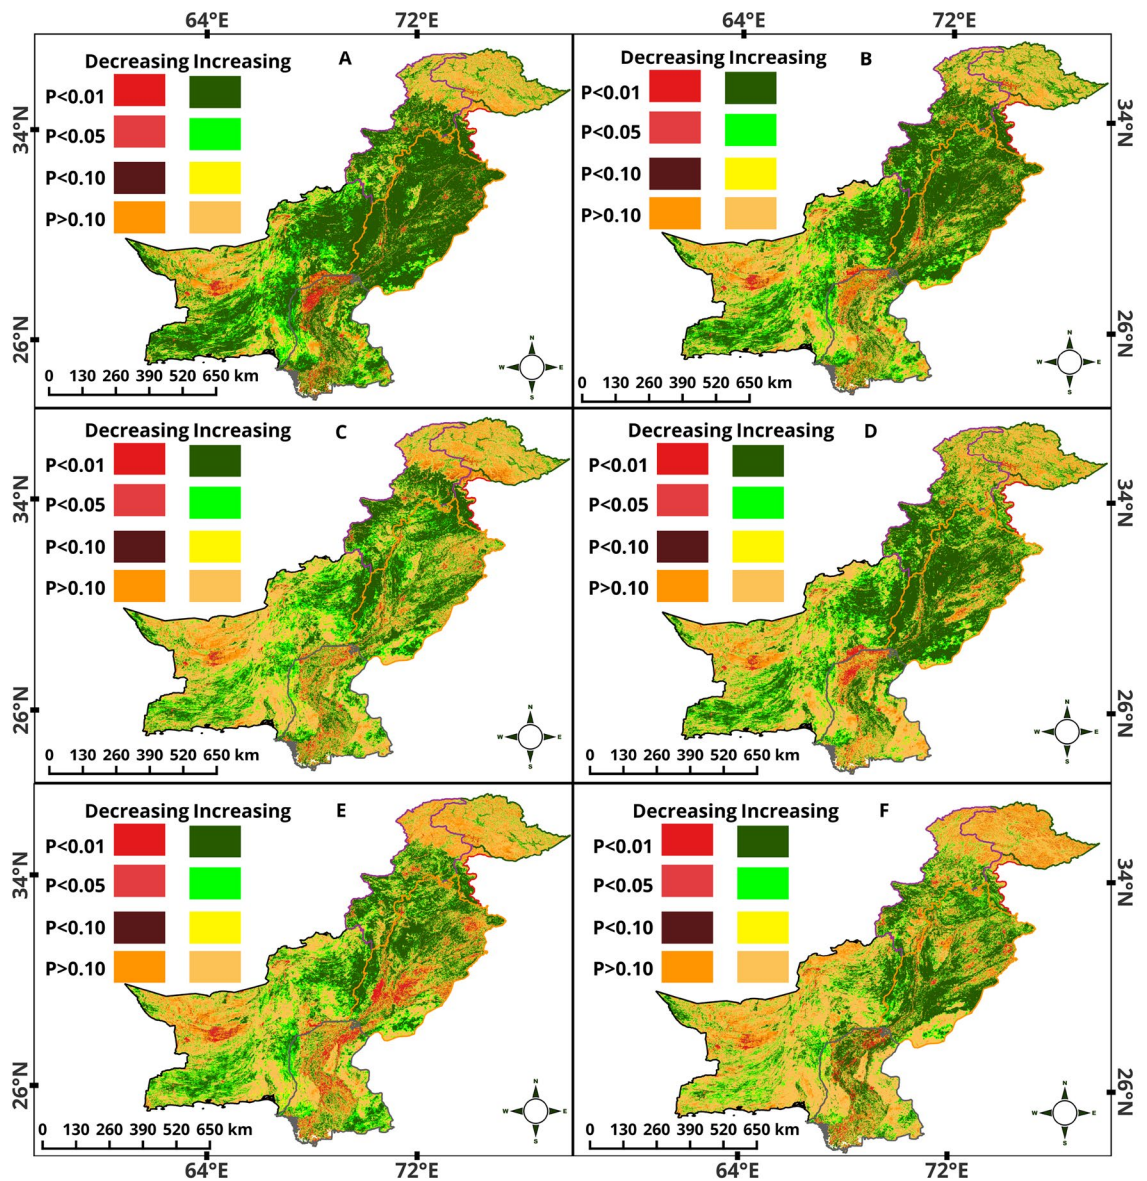 64°E 72°E 64°E 72°E
Decreasing Increasing A
P<0.01
P<0.05
P<0.10
P>0.10
34°N
26°N
0 130 260 390 520 650 km
N
W E
S
Decreasing Increasing B
P<0.01
P<0.05
P<0.10
P>0.10
34°N
26°N
0 130 260 390 520 650 km
N
W E
S
Decreasing Increasing C
P<0.01
P<0.05
P<0.10
P>0.10
34°N
26°N
0 130 260 390 520 650 km
N
W E
S
Decreasing Increasing D
P<0.01
P<0.05
P<0.10
P>0.10
34°N
26°N
0 130 260 390 520 650 km
N
W E
S
Decreasing Increasing E
P<0.01
P<0.05
P<0.10
P>0.10
34°N
26°N
0 130 260 390 520 650 km
N
W E
S
Decreasing Increasing F
P<0.01
P<0.05
P<0.10
P>0.10
34°N
26°N
0 130 260 390 520 650 km
N
W E
S
64°E 72°E 64°E 72°E